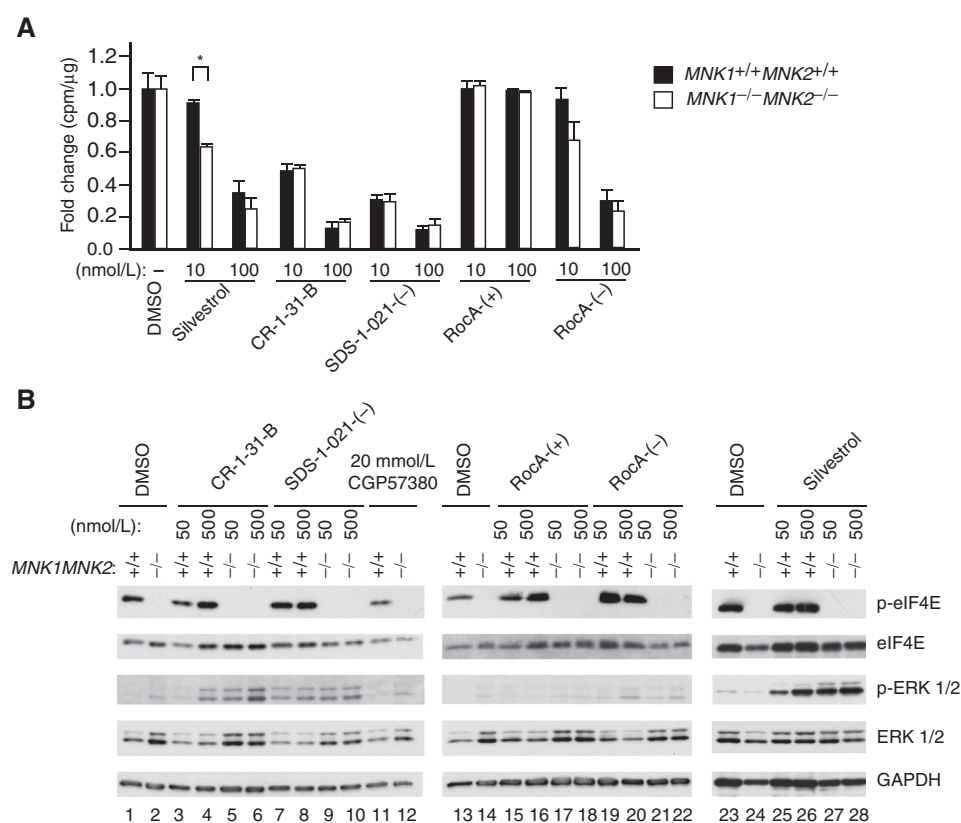 A
Fold change (cpm/µg)
1.2
1.0
0.8
0.6
0.4
0.2
0.0
*
MNK1+/+MNK2+/+
MNK1−/−MNK2−/−
(nmol/L): – 10 100 10 100 10 100 10 100 10 100
DMSO Silvestrol CR-1-31-B SDS-1-021-(–) RocA-(+) RocA-(–)
B
DMSO CR-1-31-B SDS-1-021-(–) 20 mmol/L CGP57380 DMSO RocA-(+) RocA-(–) DMSO Silvestrol
(nmol/L): 50 500 50 500 50 500 50 500 50 500 50 500 50 500 50 500 50 500 50 500
MNK1MNK2: +/+ –/– +/+ +/+ –/– –/– +/+ +/+ –/– –/– +/+ –/– +/+ –/– +/+ +/+ –/– –/– +/+ +/+ –/– –/– +/+ –/– +/+ +/+ –/– –/–
p-eIF4E
eIF4E
p-ERK 1/2
ERK 1/2
GAPDH
1 2 3 4 5 6 7 8 9 10 11 12 13 14 15 16 17 18 19 20 21 22 23 24 25 26 27 28